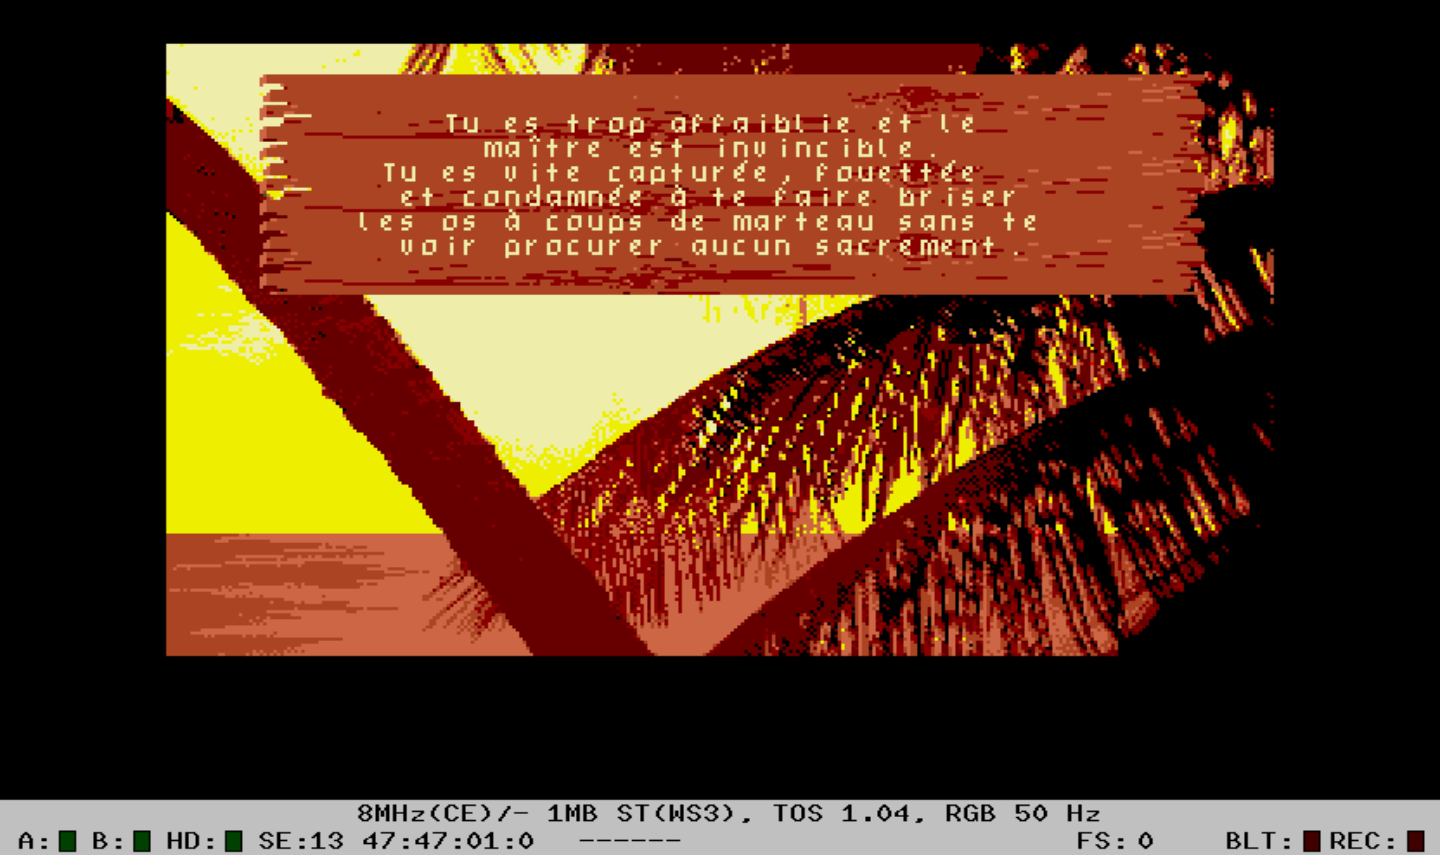 Tu es trop affaiblie et le
maître est invincible.
Tu es vite capturée, fouettée
et condamnée à te faire briser
les os à coups de marteau sans te
voir procurer aucun sacrement.
8MHz(CE)/- 1MB ST(WS3), TOS 1.04, RGB 50 Hz
A: B: HD: SE:13 47:47:01:0 ------ FS: 0 BLT: REC: